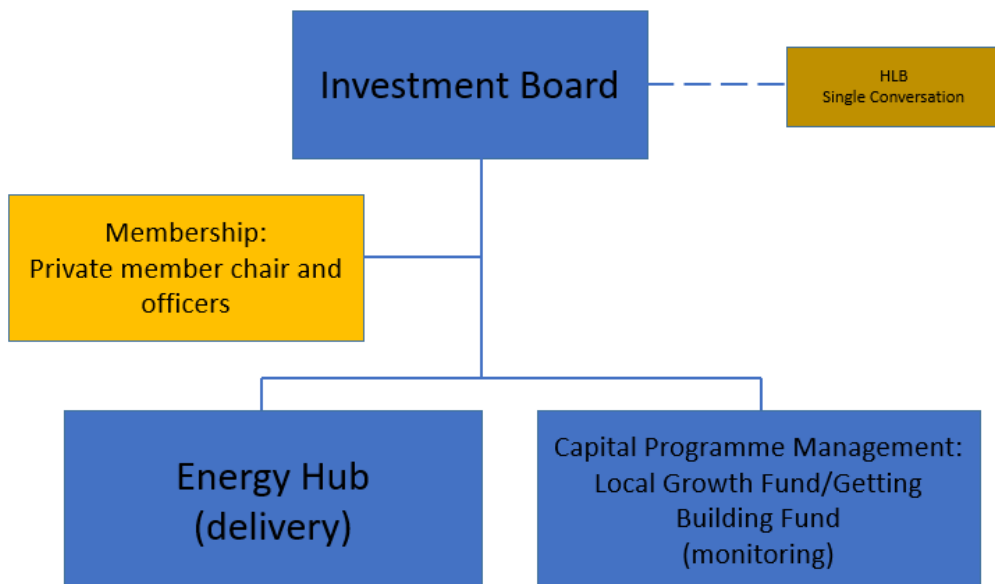 Investment Board
HLB
Single Conversation
Membership:
Private member chair and
officers
Energy Hub
(delivery)
Capital Programme Management:
Local Growth Fund/Getting
Building Fund
(monitoring)